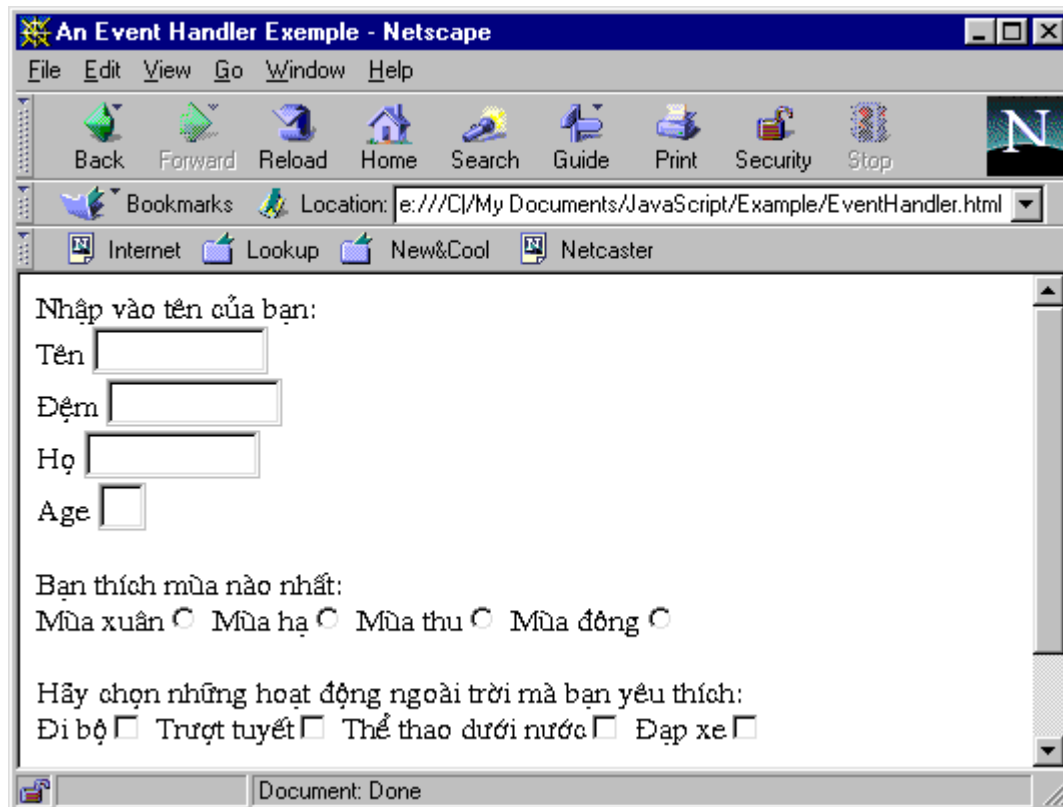 An Event Handler Exemple - Netscape
File Edit View Go Window Help
Back Forward Reload Home Search Guide Print Security Stop
N
Bookmarks Location: e:///C|/My Documents/JavaScript/Example/EventHandler.html
Internet Lookup New&Cool Netcaster
Nhập vào tên của bạn:
Tên
Đệm
Họ
Age
Bạn thích mùa nào nhất:
Mùa xuân Mùa hạ Mùa thu Mùa đông
Hãy chọn những hoạt động ngoài trời mà bạn yêu thích:
Đi bộ Trượt tuyết Thể thao dưới nước Đạp xe
Document: Done